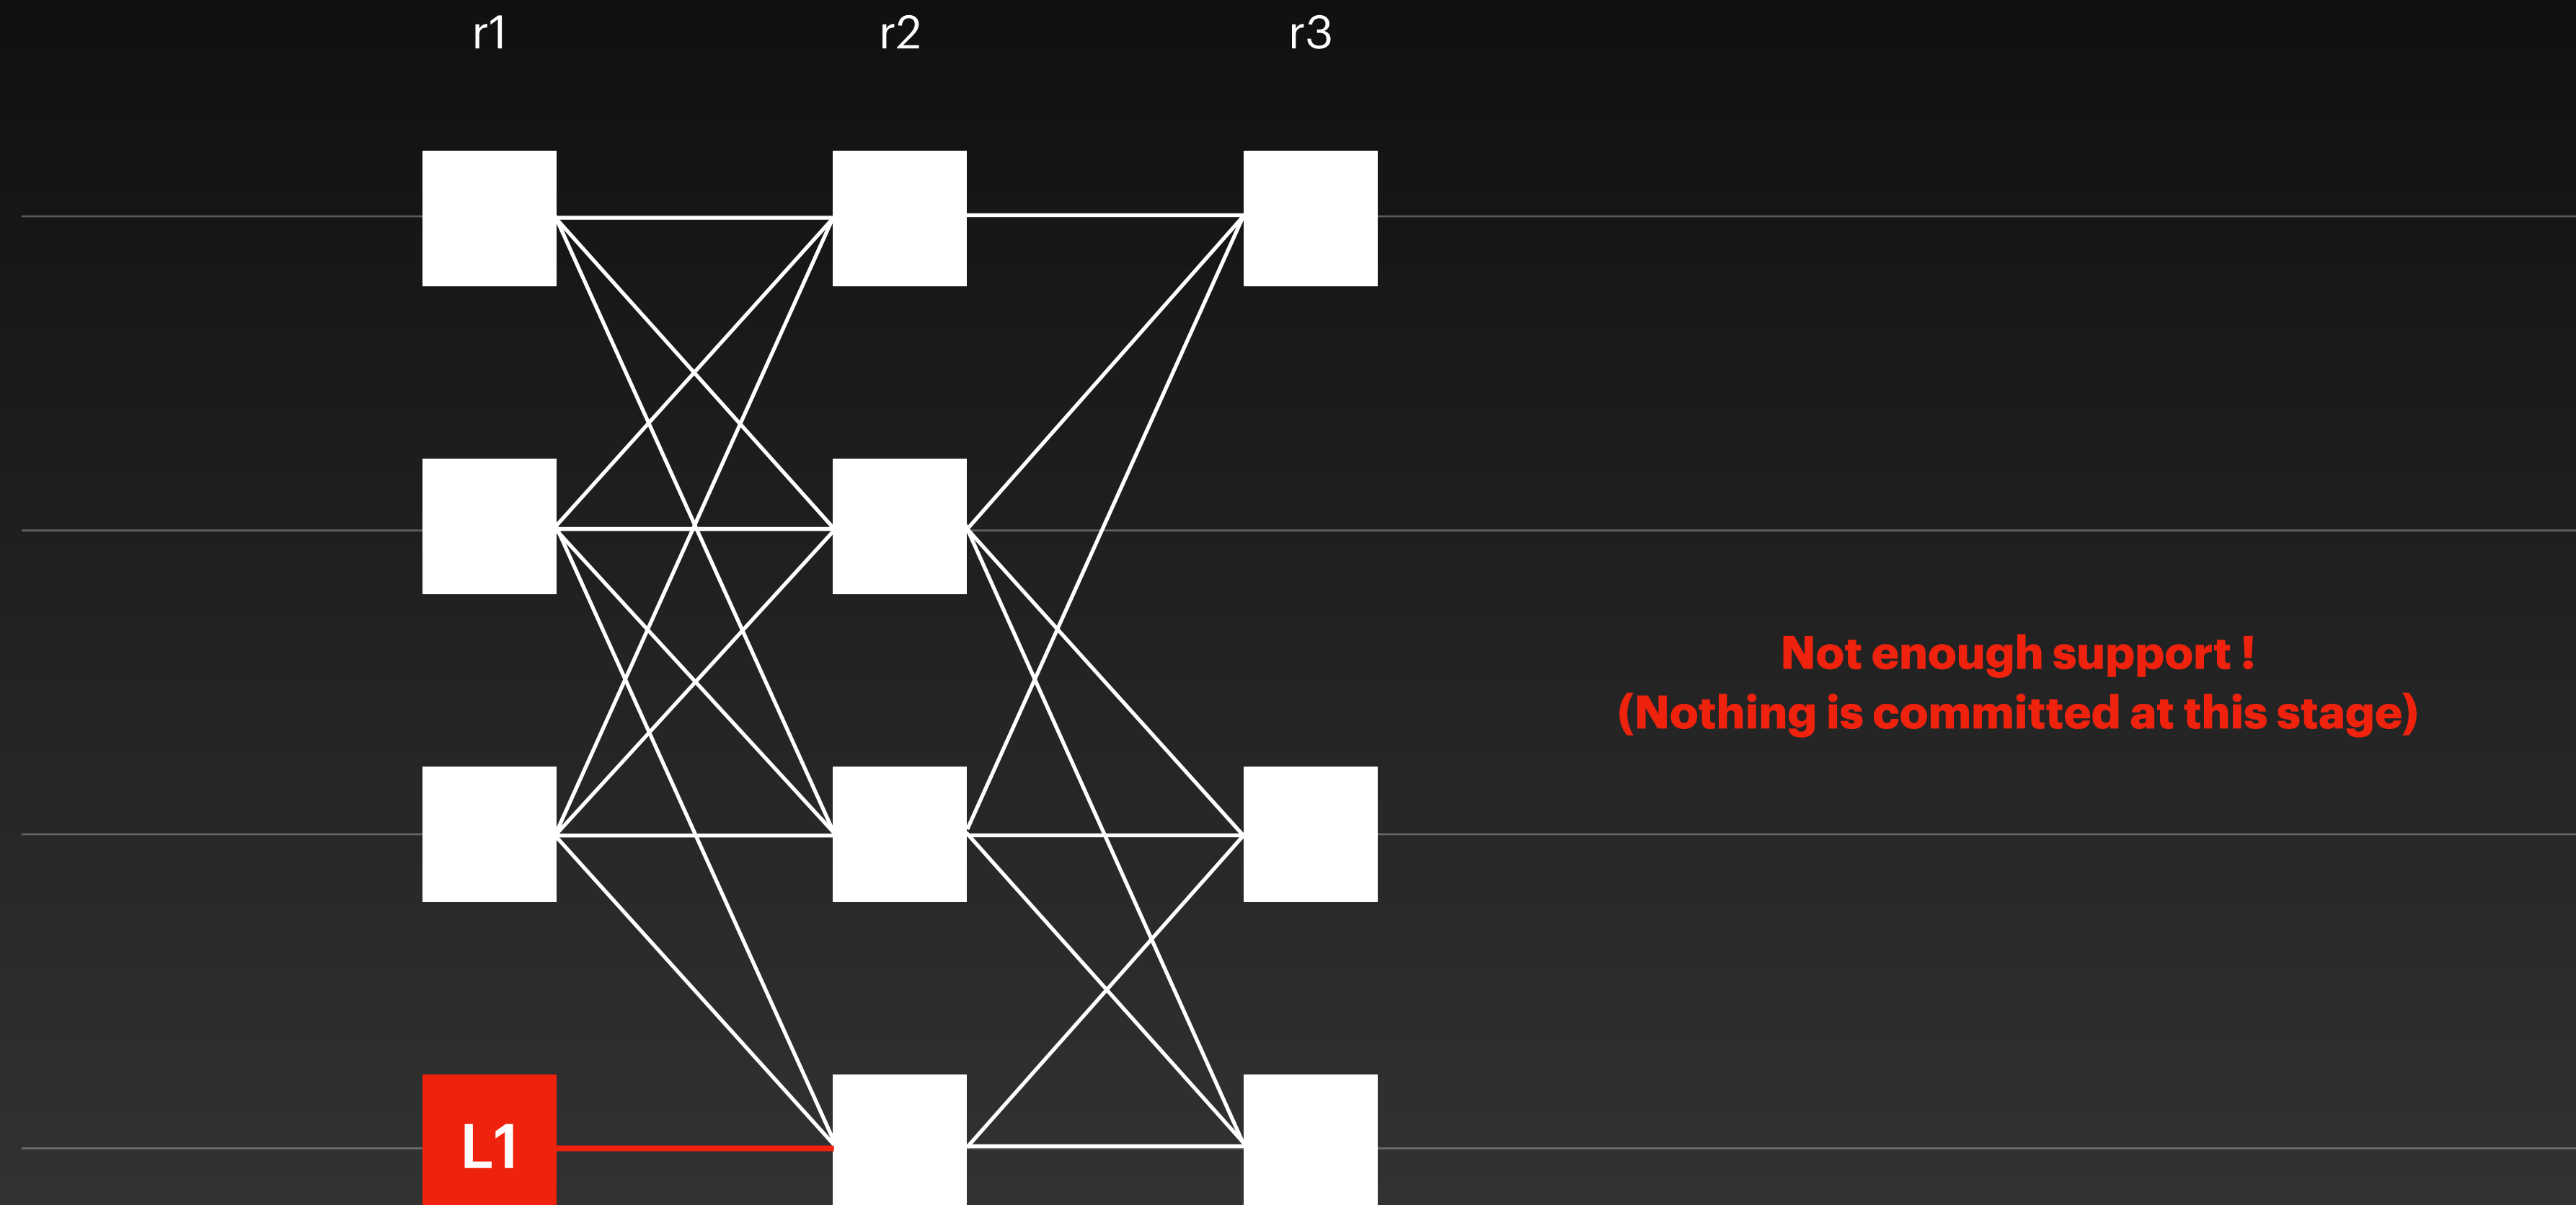 r1 r2 r3
Not enough support !
(Nothing is committed at this stage)
L1